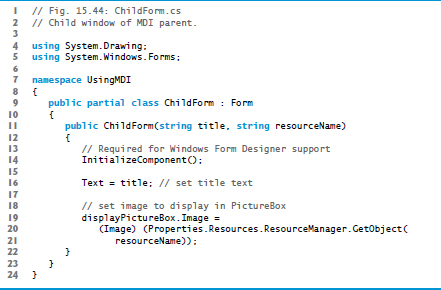 1 // Fig. 15.44: ChildForm.cs
2 // Child window of MDI parent.
3
4 using System.Drawing;
5 using System.Windows.Forms;
6
7 namespace UsingMDI
8 {
9 public partial class ChildForm : Form
10 {
11 public ChildForm(string title, string resourceName)
12 {
13 // Required for Windows Form Designer support
14 InitializeComponent();
15
16 Text = title; // set title text
17
18 // set image to display in PictureBox
19 displayPictureBox.Image =
20 (Image) (Properties.Resources.ResourceManager.GetObject(
21 resourceName));
22 }
23 }
24 }